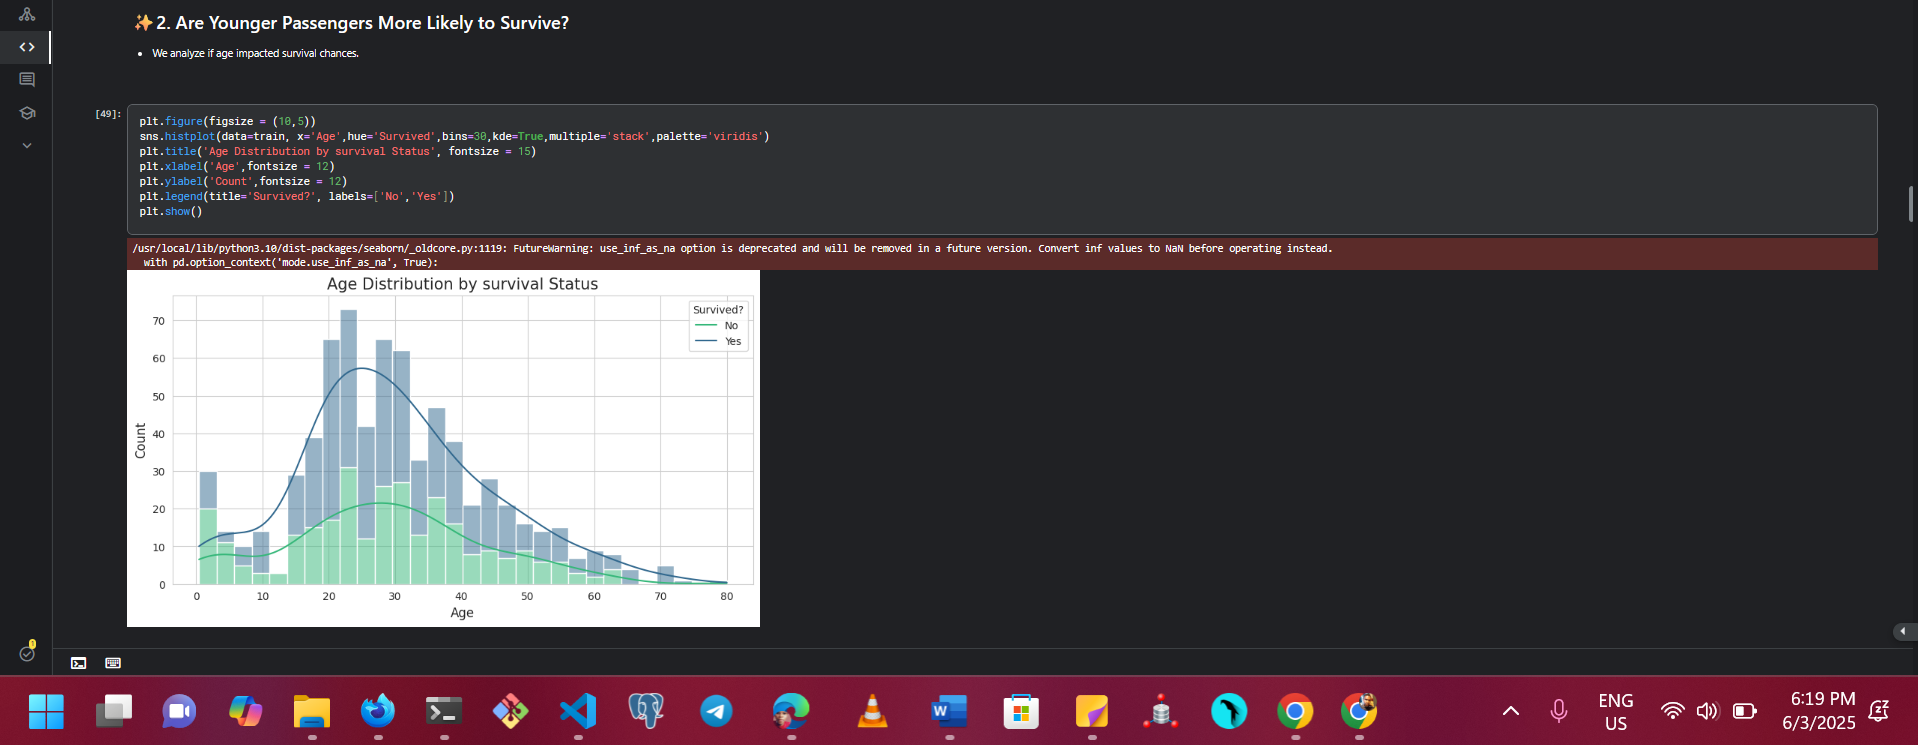 ✨2. Are Younger Passengers More Likely to Survive?
• We analyze if age impacted survival chances.
[49]:
plt.figure(figsize = (10,5))
sns.histplot(data=train, x='Age',hue='Survived',bins=30,kde=True,multiple='stack',palette='viridis')
plt.title('Age Distribution by survival Status', fontsize = 15)
plt.xlabel('Age',fontsize = 12)
plt.ylabel('Count',fontsize = 12)
plt.legend(title='Survived?', labels=['No','Yes'])
plt.show()
/usr/local/lib/python3.10/dist-packages/seaborn/_oldcore.py:1119: FutureWarning: use_inf_as_na option is deprecated and will be removed in a future version. Convert inf values to NaN before operating instead.
with pd.option_context('mode.use_inf_as_na', True):
Age Distribution by survival Status
Survived?
No
Yes
70
60
50
40
30
20
10
0
Count
0 10 20 30 40 50 60 70 80
Age
ENG
US
6:19 PM
6/3/2025